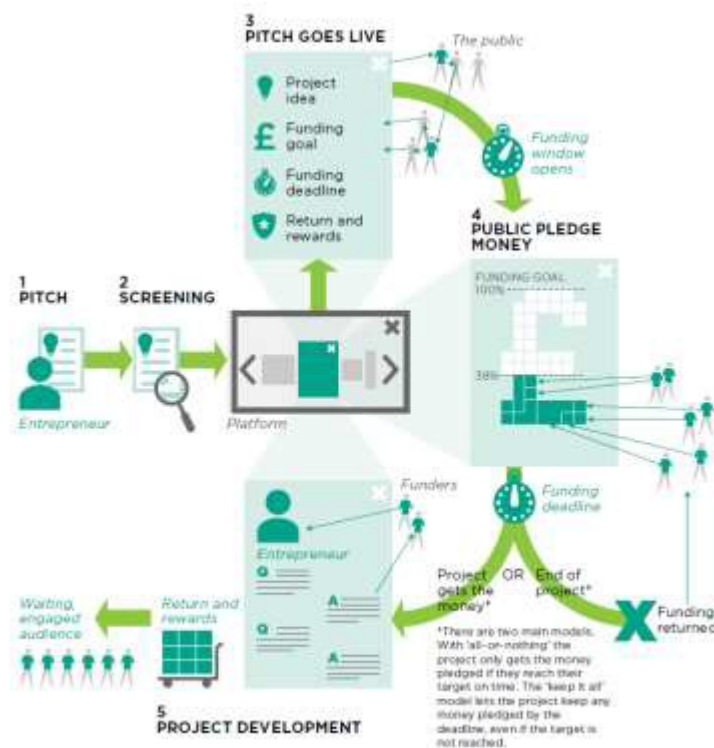 3
PITCH GOES LIVE
The public
Project
idea
£
Funding
goal
Funding
deadline
Return and
rewards
Funding
window
opens
4
PUBLIC PLEDGE
MONEY
FUNDING GOAL
100%
38%
1
PITCH
2
SCREENING
Entrepreneur
Platform
Funders
Entrepreneur
Q
A
Q
A
Funding
deadline
Project
gets the
money*
OR
End of
project*
Funding
returned
Waiting,
engaged
audience
Return and
rewards
5
PROJECT DEVELOPMENT
*There are two main models.
With 'all-or-nothing' the
project only gets the money
pledged if they reach their
target on time. The 'keep it all'
model lets the project keep any
money pledged by the
deadline, even if the target is
not reached.